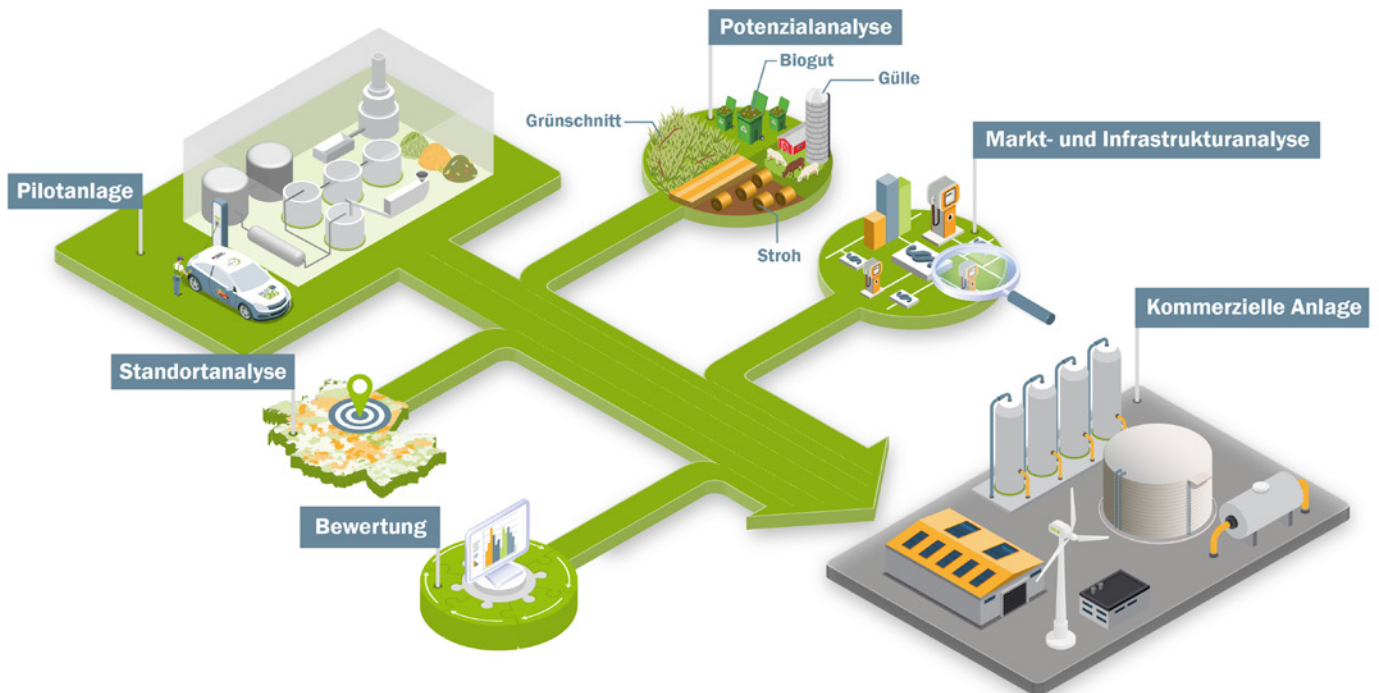 Potenzialanalyse
Biogut
Gülle
Grünschnitt
Markt- und Infrastrukturanalyse
Pilotanlage
Stroh
Kommerzielle Anlage
Standortanalyse
Bewertung